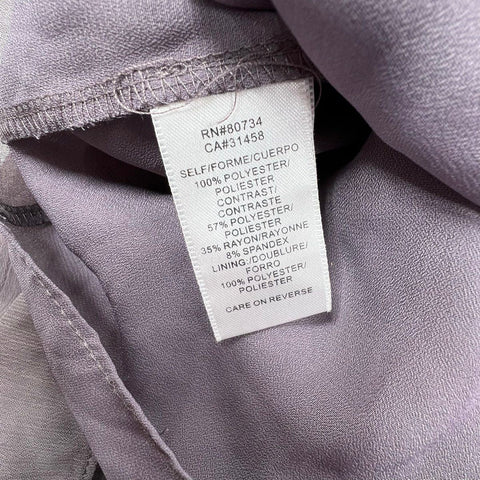 RN#80734
CA#31458
SELF/FORME/CUERPO
100% POLYESTER/
POLIESTER
CONTRAST/
CONTRASTE
57% POLYESTER/
POLIESTER
35% RAYON/RAYONNE
8% SPANDEX
LINING:/DOUBLURE/
FORRO
100% POLYESTER/
POLIESTER
CARE ON REVERSE